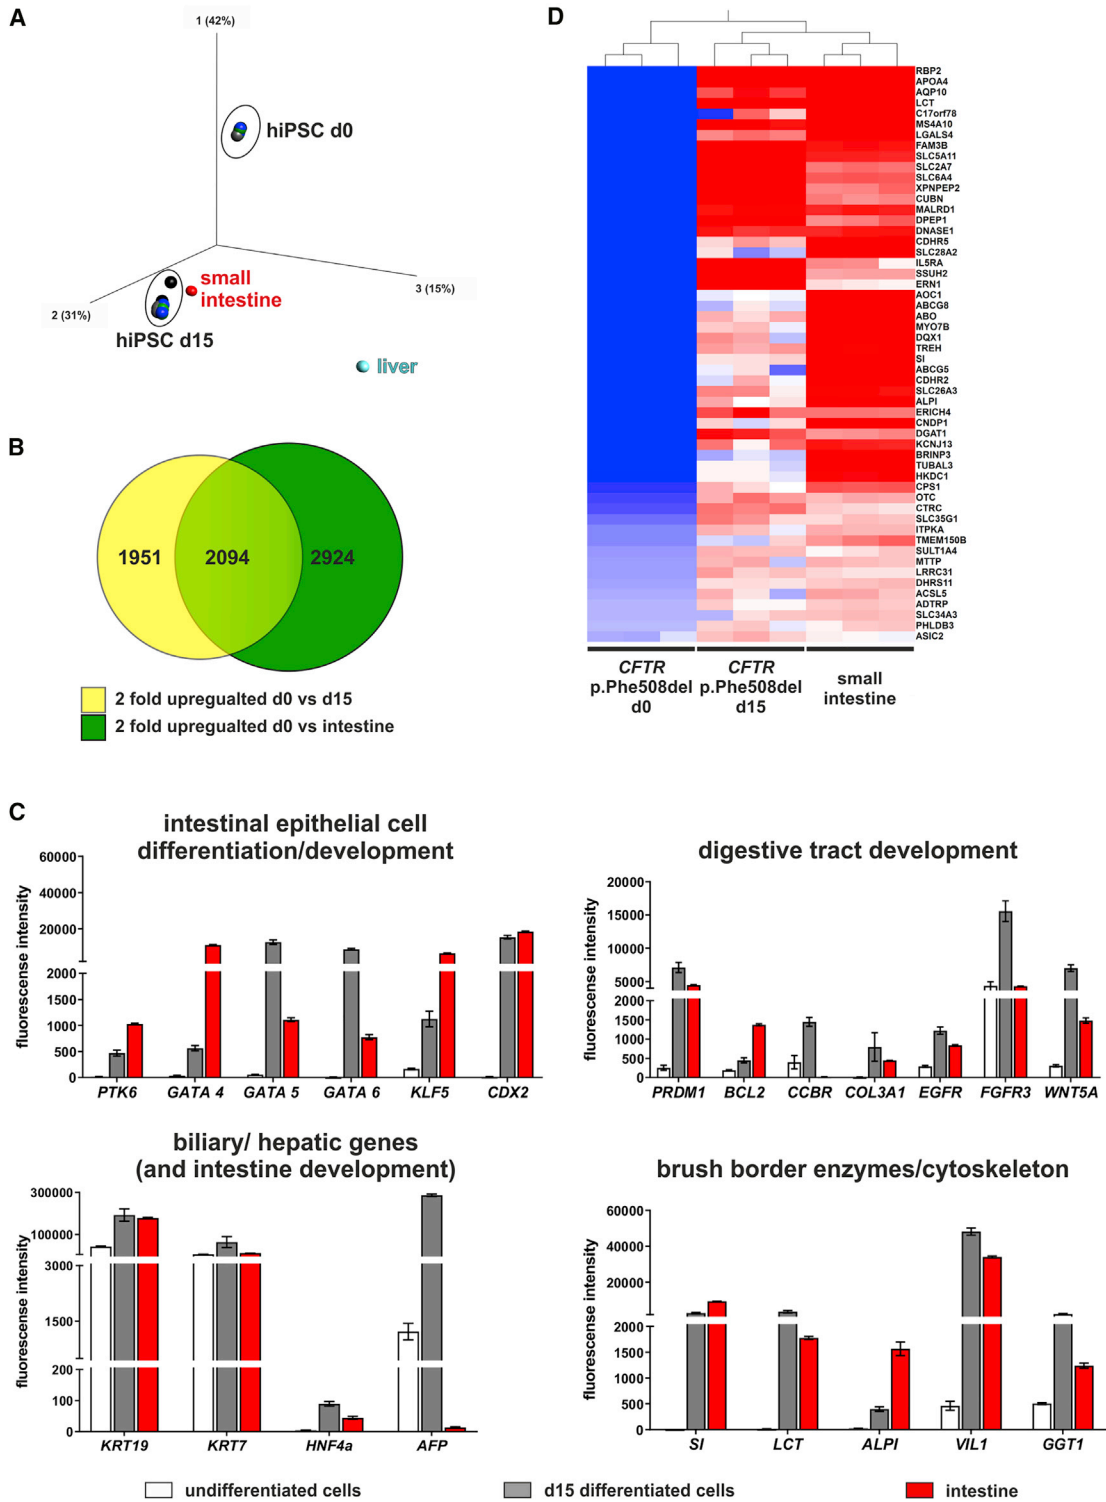 A
1 (42%)
hiPSC d0
small
intestine
3 (15%)
2 (31%)
hiPSC d15
liver
B
1951
2094
2924
2 fold upregualted d0 vs d15
2 fold upregualted d0 vs intestine
D
RBP2
APOA4
AQP10
LCT
C17orf78
MS4A10
LGALS4
FAM3B
SLC5A11
SLC2A7
SLC6A4
XPNPEP2
CUBN
MALRD1
DPEP1
DNASE1
CDHR5
SLC28A2
IL5RA
SSUH2
ERN1
AOC1
ABCG8
ABO
MYO7B
DQX1
TREH
SI
ABCG5
CDHR2
SLC26A3
ALPI
ERICH4
CNDP1
DGAT1
KCNJ13
BRINP3
TUBAL3
HKDC1
CPS1
OTC
CTRC
SLC35G1
ITPKA
TMEM150B
SULT1A4
MTTP
LRRC31
DHRS11
ACSL5
ADTRP
SLC34A3
PHLDB3
ASIC2
CFTR
p.Phe508del
d0
CFTR
p.Phe508del
d15
small
intestine
C
intestinal epithelial cell
differentiation/development
fluorescense intensity
60000
40000
20000
2000
1500
1000
500
0
PTK6 GATA 4 GATA 5 GATA 6 KLF5 CDX2
digestive tract development
fluorescense intensity
20000
15000
10000
5000
2000
1500
1000
500
0
PRDM1 BCL2 CCBR COL3A1 EGFR FGFR3 WNT5A
biliary/ hepatic genes
(and intestine development)
fluorescense intensity
300000
100000
3000
1500
200
100
0
KRT19 KRT7 HNF4a AFP
brush border enzymes/cytoskeleton
fluorescense intensity
60000
40000
20000
2000
1500
1000
500
0
SI LCT ALPI VIL1 GGT1
undifferentiated cells d15 differentiated cells intestine